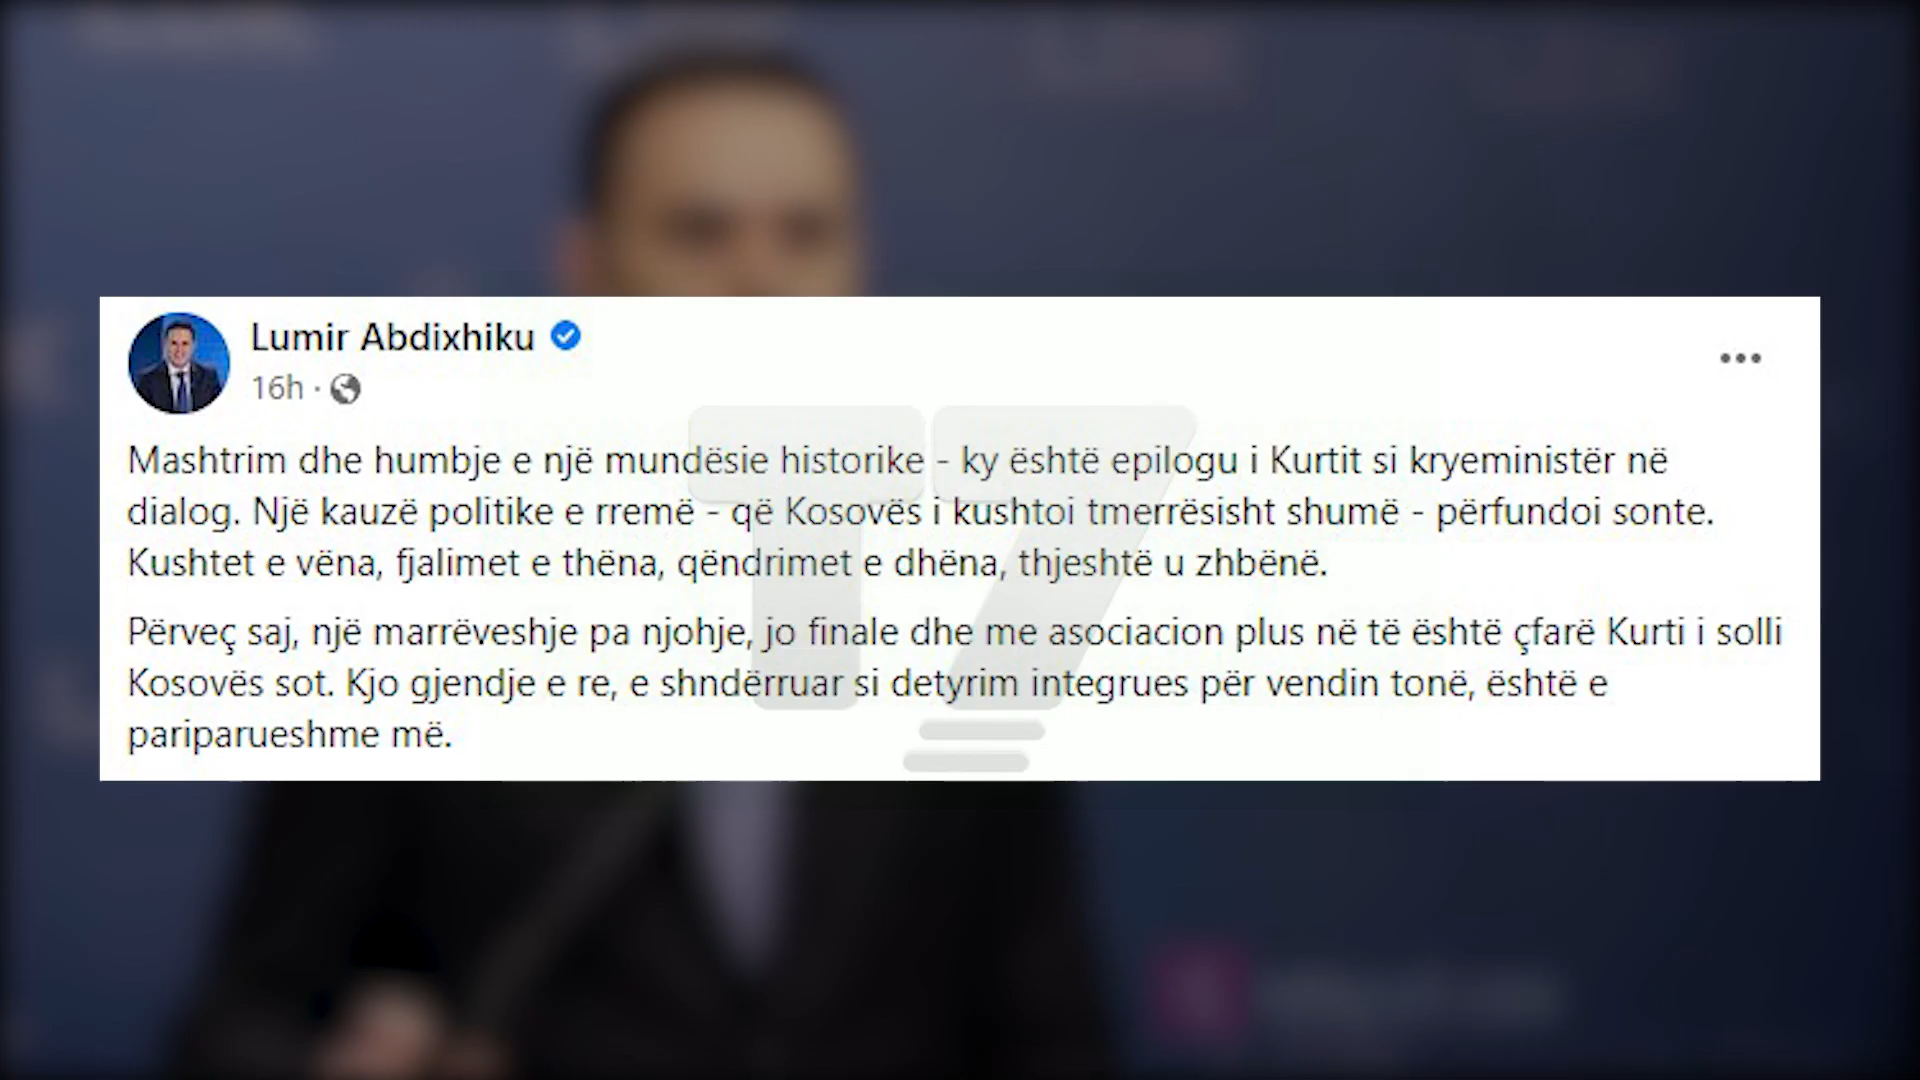 Lumir Abdixhiku
16h ·
Mashtrim dhe humbje e një mundësie historike - ky është epilogu i Kurtit si kryeministër në
dialog. Një kauzë politike e rremë - që Kosovës i kushtoi tmerrësisht shumë - përfundoi sonte.
Kushtet e vëna, fjalimet e thëna, qëndrimet e dhëna, thjeshtë u zhbënë.
Përveç saj, një marrëveshje pa njohje, jo finale dhe me asociacion plus në të është çfarë Kurti i solli
Kosovës sot. Kjo gjendje e re, e shndërruar si detyrim integrues për vendin tonë, është e
pariparueshme më.
T7